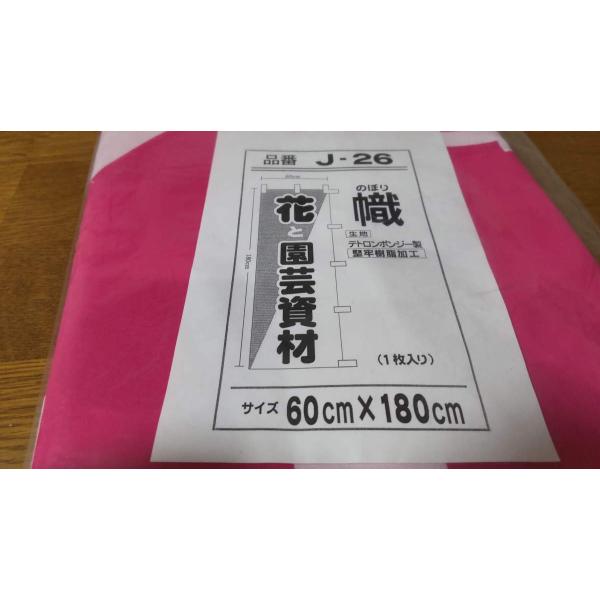 品番 J-26
60cm
180cm
花と園芸資材
のぼり
幟
生地
テトロンポンジー製
堅牢樹脂加工
(1枚入り)
サイズ 60cm×180cm